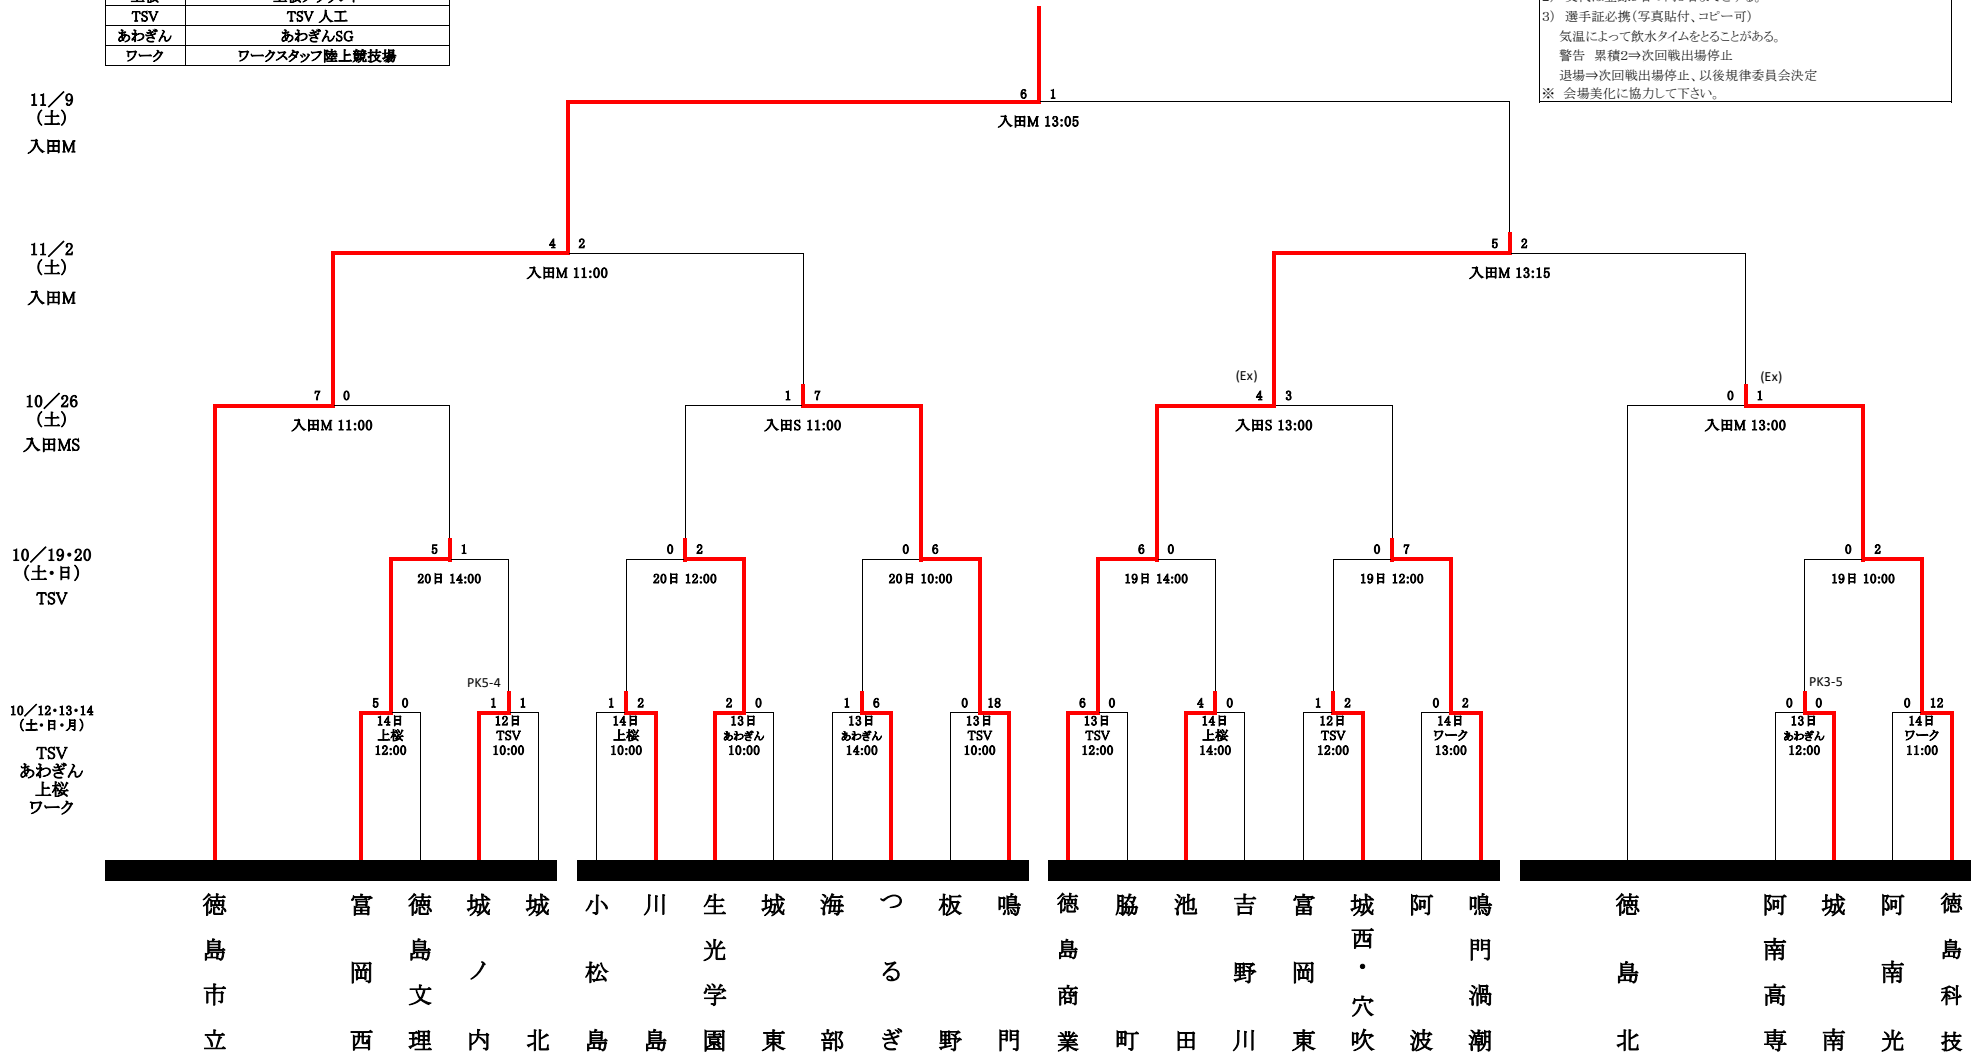 TSV TSV 人工
あわぎん あわぎんSG
ワーク ワークスタッフ陸上競技場
3) 選手証必携(写真貼付、コピー可)
気温によって飲水タイムをとることがある。
警告 累積2⇒次回戦出場停止
退場⇒次回戦出場停止、以後規律委員会決定
※ 会場美化に協力して下さい。
11/9
(土)
入田M
6 1
入田M 13:05
11/2
(土)
入田M
4 2
入田M 11:00
5 2
入田M 13:15
10/26
(土)
入田MS
7 0
入田M 11:00
1 7
入田S 11:00
(Ex)
4 3
入田S 13:00
(Ex)
0 1
入田M 13:00
10/19・20
(土・日)
TSV
5 1
20日 14:00
0 2
20日 12:00
0 6
20日 10:00
6 0
19日 14:00
0 7
19日 12:00
0 2
19日 10:00
10/12・13・14
(土・日・月)
TSV
あわぎん
上桜
ワーク
5 0
14日
上桜
12:00
PK5-4
1 1
12日
TSV
10:00
1 2
14日
上桜
10:00
2 0
13日
あわぎん
10:00
1 6
13日
あわぎん
14:00
0 18
13日
TSV
10:00
6 0
13日
TSV
12:00
4 0
14日
上桜
14:00
1 2
12日
TSV
12:00
0 2
14日
ワーク
13:00
PK3-5
0 0
13日
あわぎん
12:00
0 12
14日
ワーク
11:00
徳島市立
富岡西
徳島文理
城ノ内
城北
小松島
川島
生光学園
城東
海部
つるぎ
板野
鳴門
徳島商業
脇町
池田
吉野川
富岡東
城西・穴吹
阿波
鳴門渦潮
徳島北
阿南高専
城南
阿南光
徳島科技